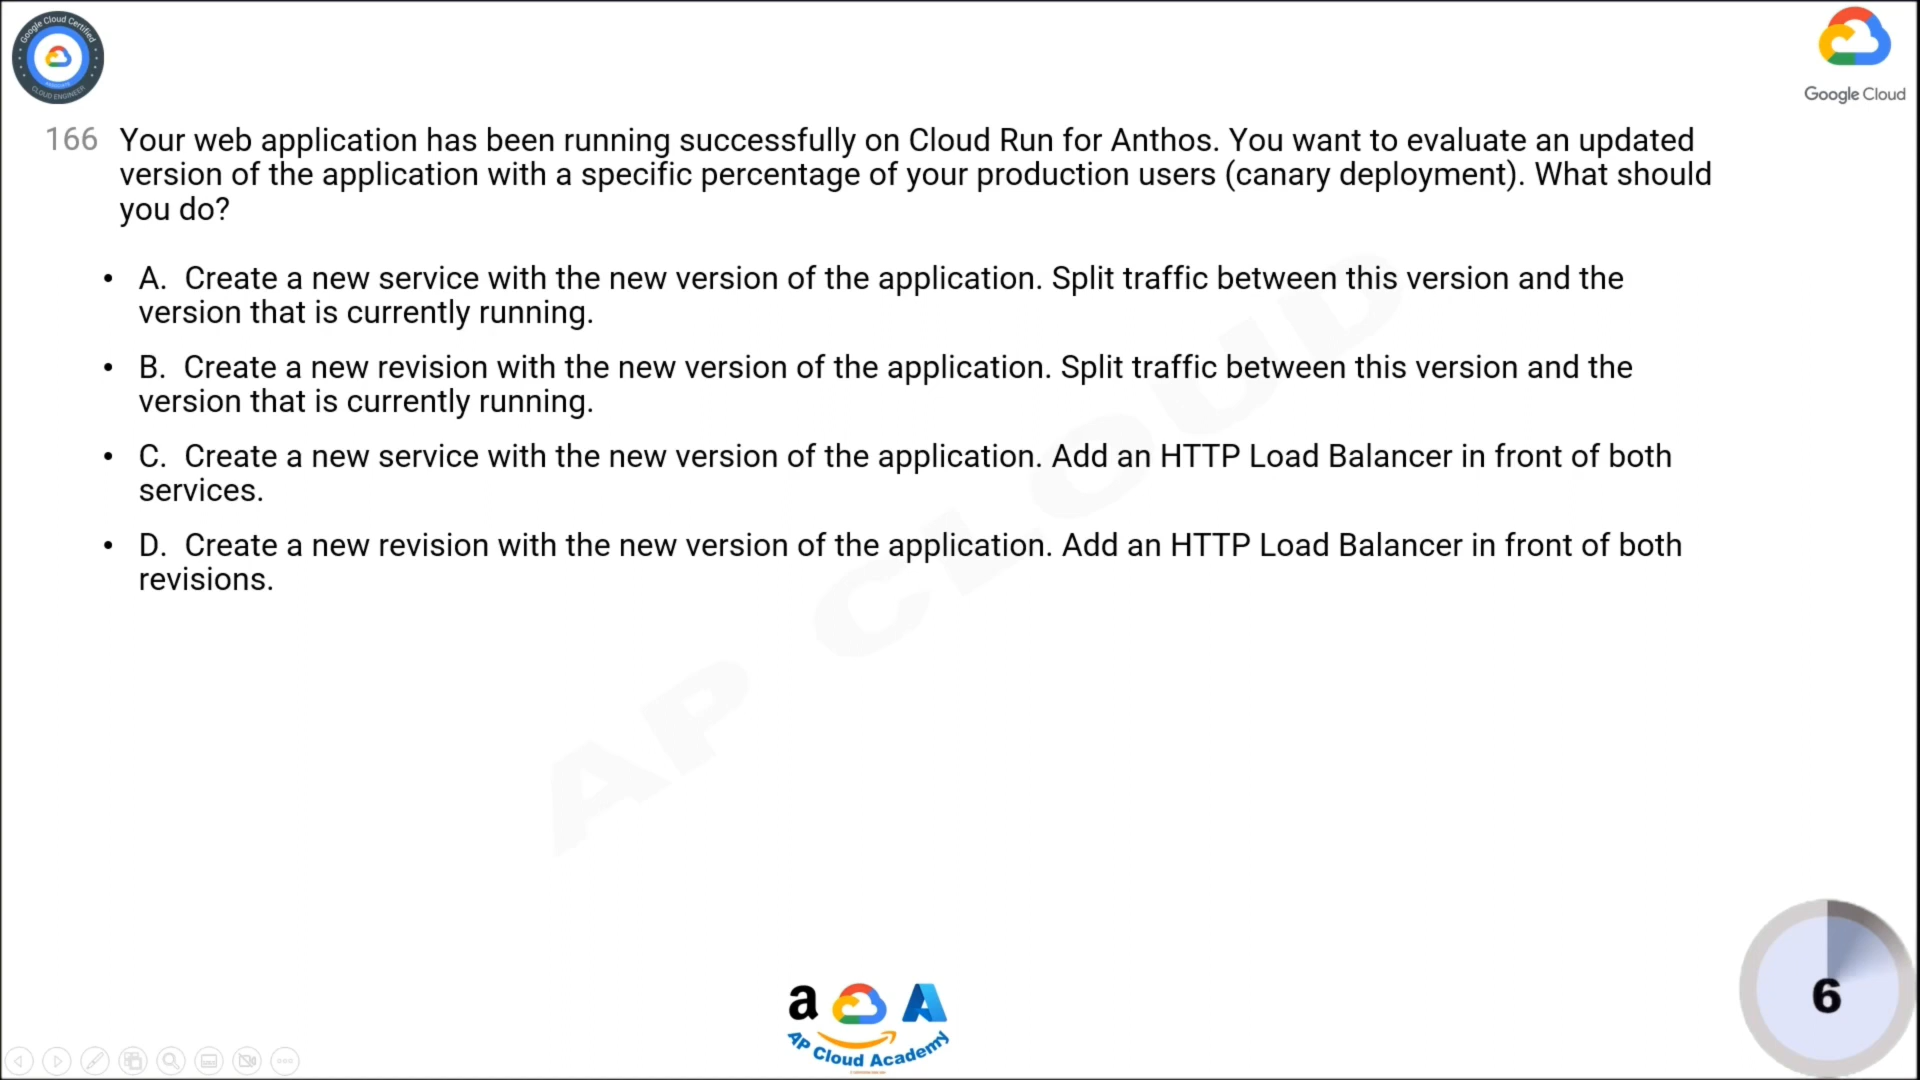 Google Cloud Certified
ASSOCIATE
CLOUD ENGINEER
Google Cloud
166 Your web application has been running successfully on Cloud Run for Anthos. You want to evaluate an updated
version of the application with a specific percentage of your production users (canary deployment). What should
you do?
• A. Create a new service with the new version of the application. Split traffic between this version and the
version that is currently running.
• B. Create a new revision with the new version of the application. Split traffic between this version and the
version that is currently running.
• C. Create a new service with the new version of the application. Add an HTTP Load Balancer in front of both
services.
• D. Create a new revision with the new version of the application. Add an HTTP Load Balancer in front of both
revisions.
AP CLOUD
6
a
AP Cloud Academy